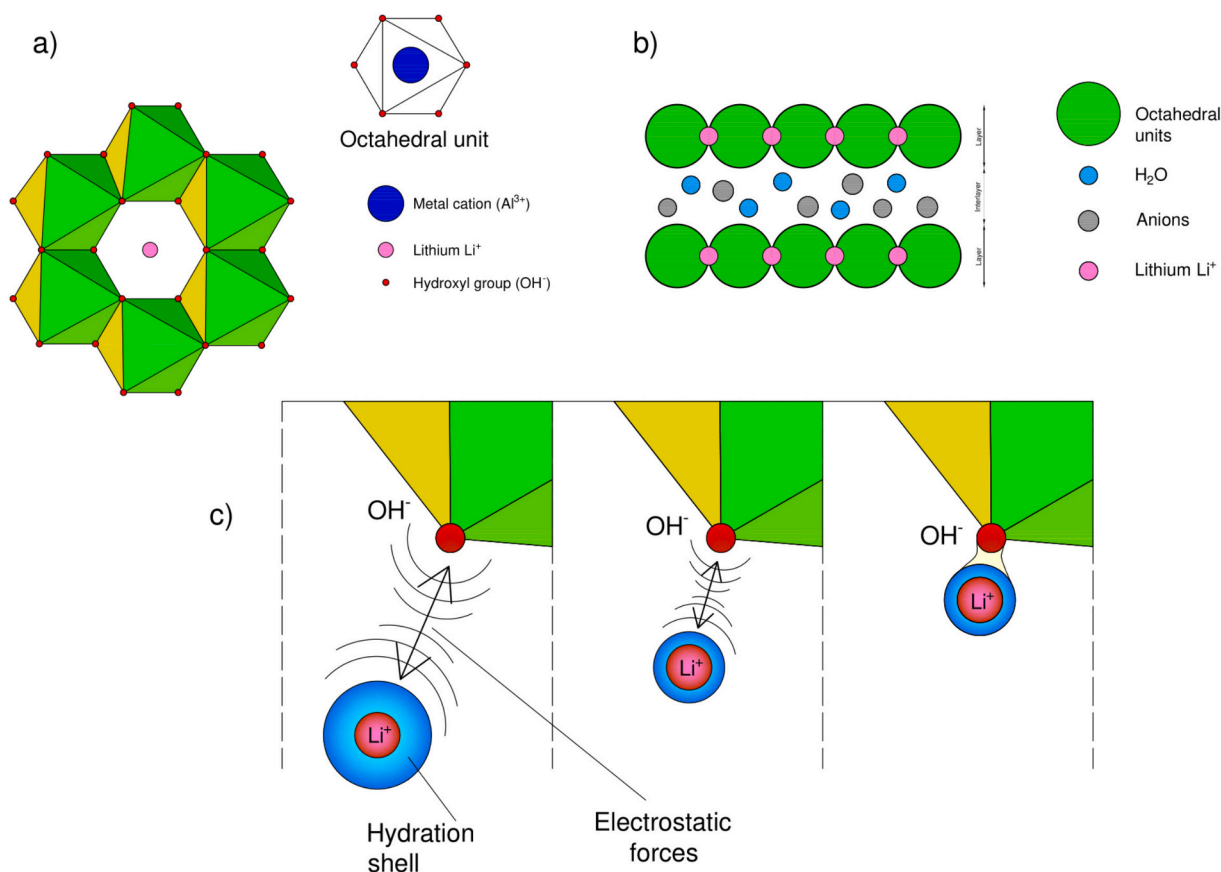 a)
Octahedral unit
Metal cation (Al³⁺)
Lithium Li⁺
Hydroxyl group (OH⁻)
b)
Layer
Interlayer
Layer
Octahedral
units
H₂O
Anions
Lithium Li⁺
c)
OH⁻
Li⁺
Hydration
shell
Electrostatic
forces
OH⁻
Li⁺
OH⁻
Li⁺